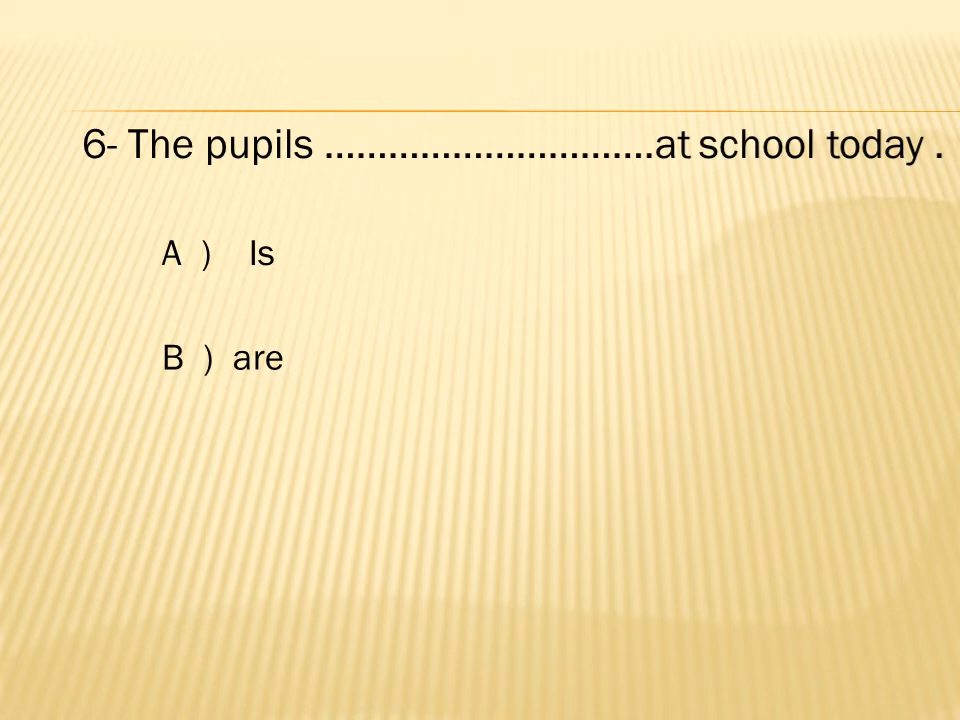 6- The pupils ...............................at school today .
A ) Is
B ) are